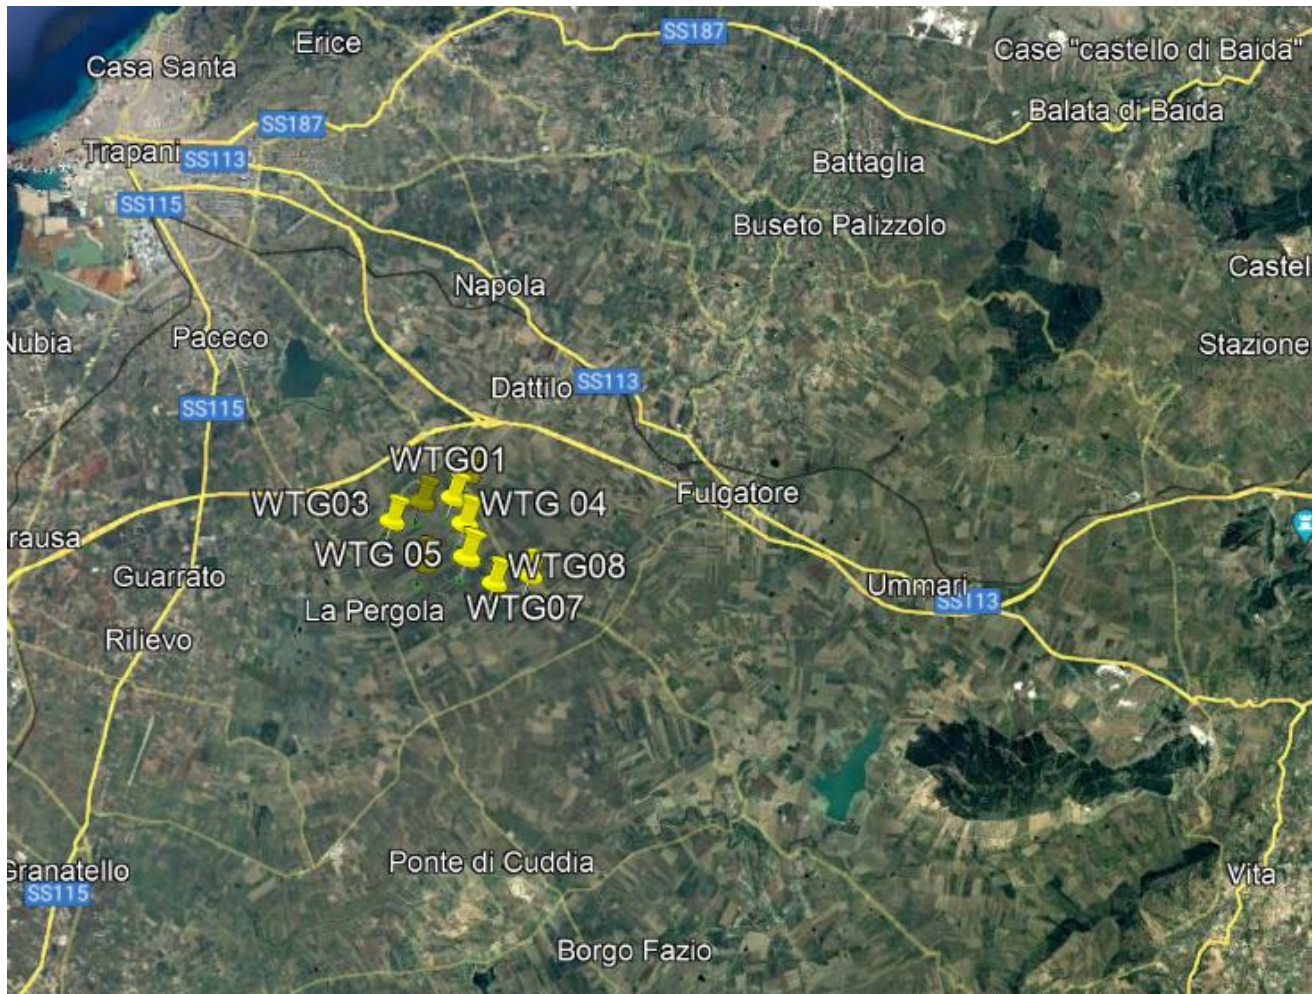 SS187
Erice
Case "castello di Baida"
Casa Santa
Balata di Baida
SS187
Trapani
SS113
Battaglia
SS115
Buseto Palizzolo
Castel
Napola
Nubia
Paceco
Stazione
Dattilo
SS113
SS115
WTG01
WTG03
WTG 04
Fulgatore
rausa
WTG 05
WTG08
Guarrato
Ummari
SS113
La Pergola
WTG07
Rilievo
Ponte di Cuddia
Granatello
SS115
Vita
Borgo Fazio